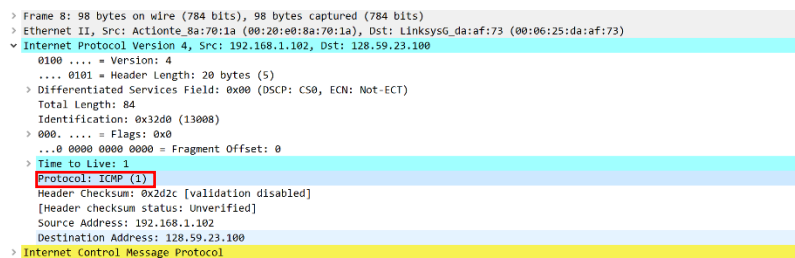 Frame 8: 98 bytes on wire (784 bits), 98 bytes captured (784 bits)
Ethernet II, Src: Actionte_8a:70:1a (00:20:e0:8a:70:1a), Dst: LinksysG_da:af:73 (00:06:25:da:af:73)
Internet Protocol Version 4, Src: 192.168.1.102, Dst: 128.59.23.100
0100 .... = Version: 4
.... 0101 = Header Length: 20 bytes (5)
Differentiated Services Field: 0x00 (DSCP: CS0, ECN: Not-ECT)
Total Length: 84
Identification: 0x32d0 (13008)
000. .... = Flags: 0x0
...0 0000 0000 0000 = Fragment Offset: 0
Time to Live: 1
Protocol: ICMP (1)
Header Checksum: 0x2d2c [validation disabled]
[Header checksum status: Unverified]
Source Address: 192.168.1.102
Destination Address: 128.59.23.100
Internet Control Message Protocol